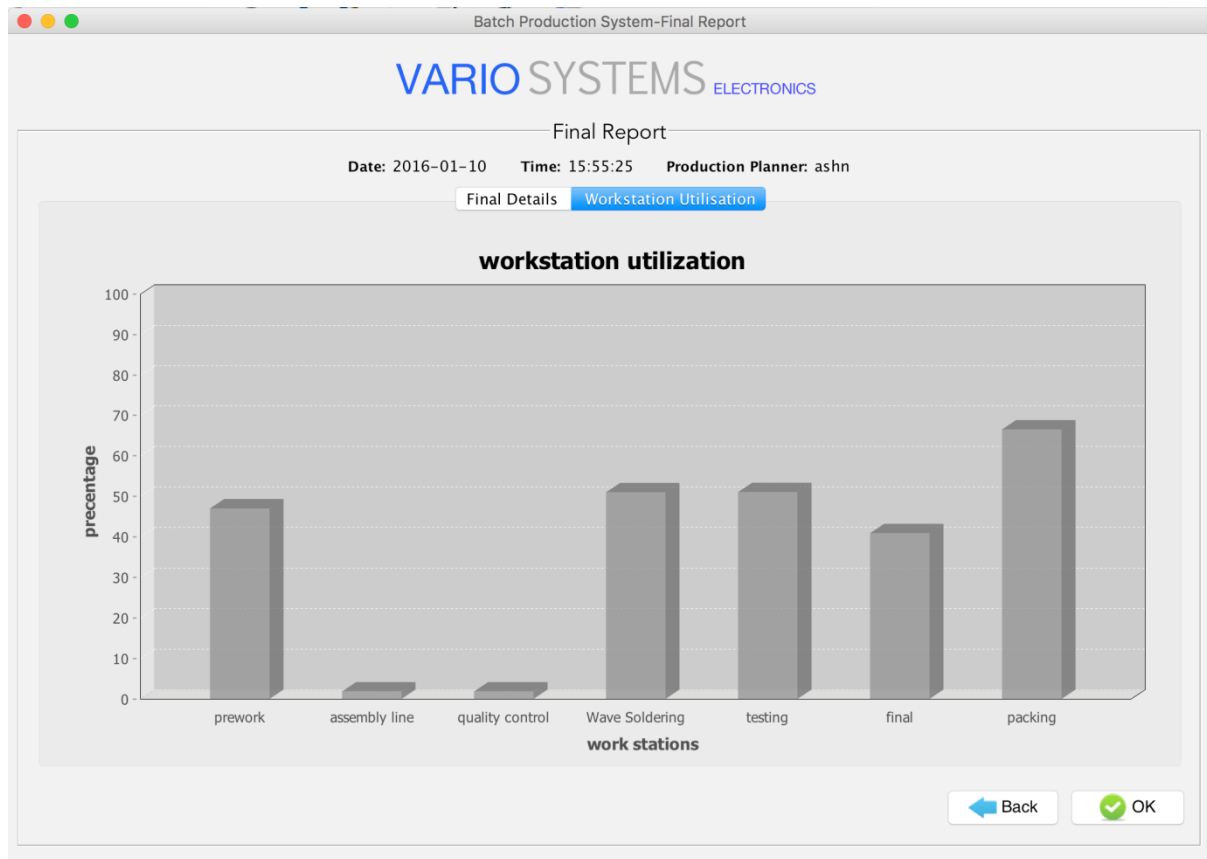 Batch Production System-Final Report
VARIO SYSTEMS ELECTRONICS
Final Report
Date: 2016-01-10 Time: 15:55:25 Production Planner: ashn
Final Details Workstation Utilisation
workstation utilization
100
90
80
70
60
50
40
30
20
10
0
precentage
prework assembly line quality control Wave Soldering testing final packing
work stations
Back OK